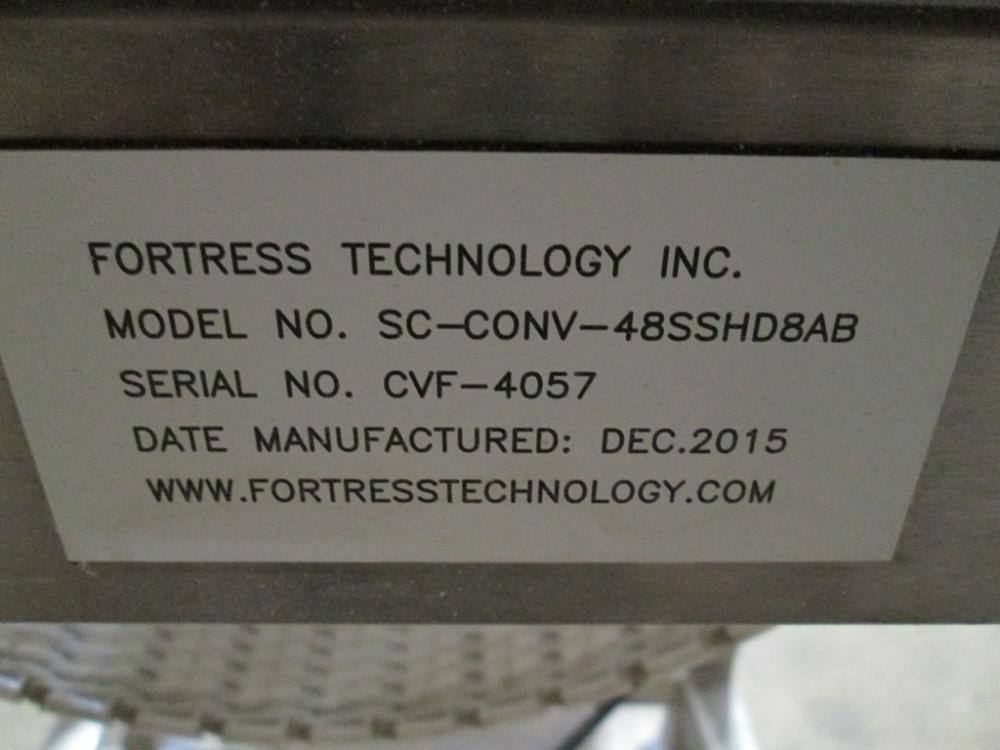 FORTRESS TECHNOLOGY INC.
MODEL NO. SC-CONV-48SSHD8AB
SERIAL NO. CVF-4057
DATE MANUFACTURED: DEC.2015
WWW.FORTRESSTECHNOLOGY.COM